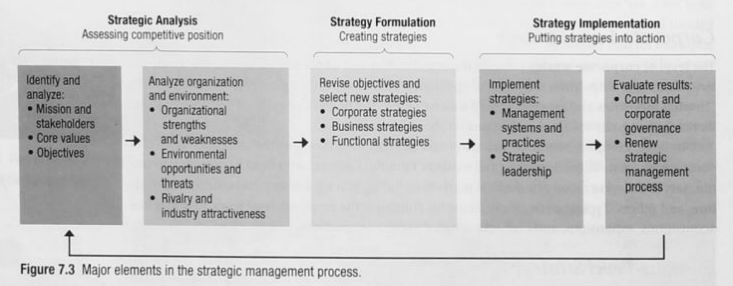 Strategic Analysis
Assessing competitive position
Strategy Formulation
Creating strategies
Strategy Implementation
Putting strategies into action
Identify and
analyze:
• Mission and
stakeholders
• Core values
• Objectives
Analyze organization
and environment:
• Organizational
strengths
and weaknesses
• Environmental
opportunities and
threats
• Rivalry and
industry attractiveness
Revise objectives and
select new strategies:
• Corporate strategies
• Business strategies
• Functional strategies
Implement
strategies:
• Management
systems and
practices
• Strategic
leadership
Evaluate results:
• Control and
corporate
governance
• Renew
strategic
management
process
Figure 7.3 Major elements in the strategic management process.